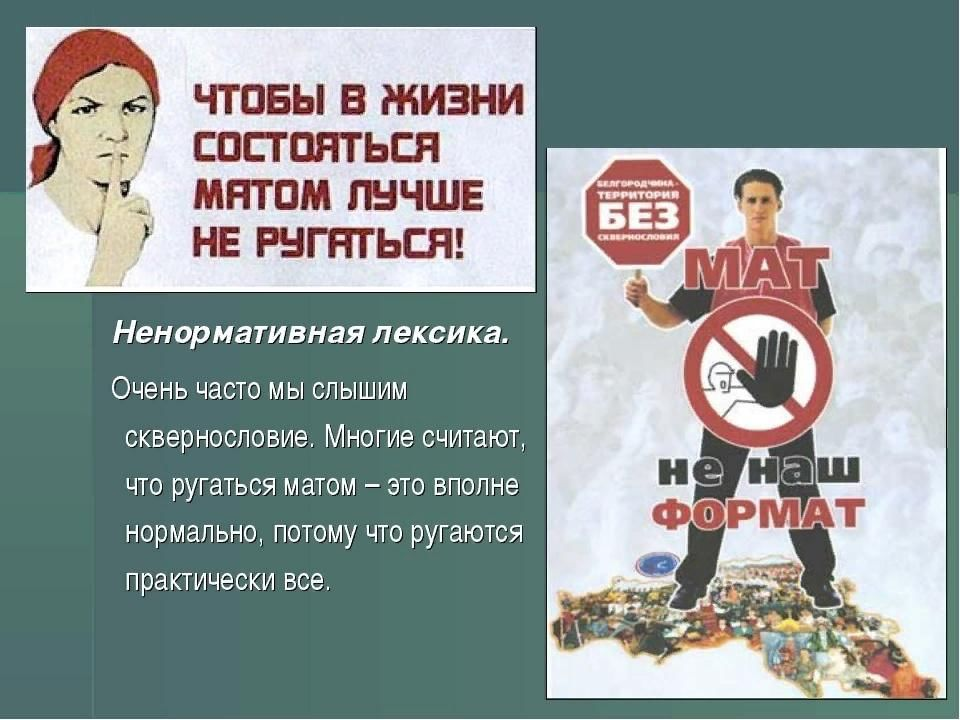 ЧТОБЫ В ЖИЗНИ
СОСТОЯТЬСЯ
МАТОМ ЛУЧШЕ
НЕ РУГАТЬСЯ!
Ненормативная лексика.
Очень часто мы слышим
сквернословие. Многие считают,
что ругаться матом – это вполне
нормально, потому что ругаются
практически все.
БЕЛГОРОДЧИНА -
ТЕРРИТОРИЯ
БЕЗ
СКВЕРНОСЛОВИЯ
МАТ
не наш
ФОРМАТ